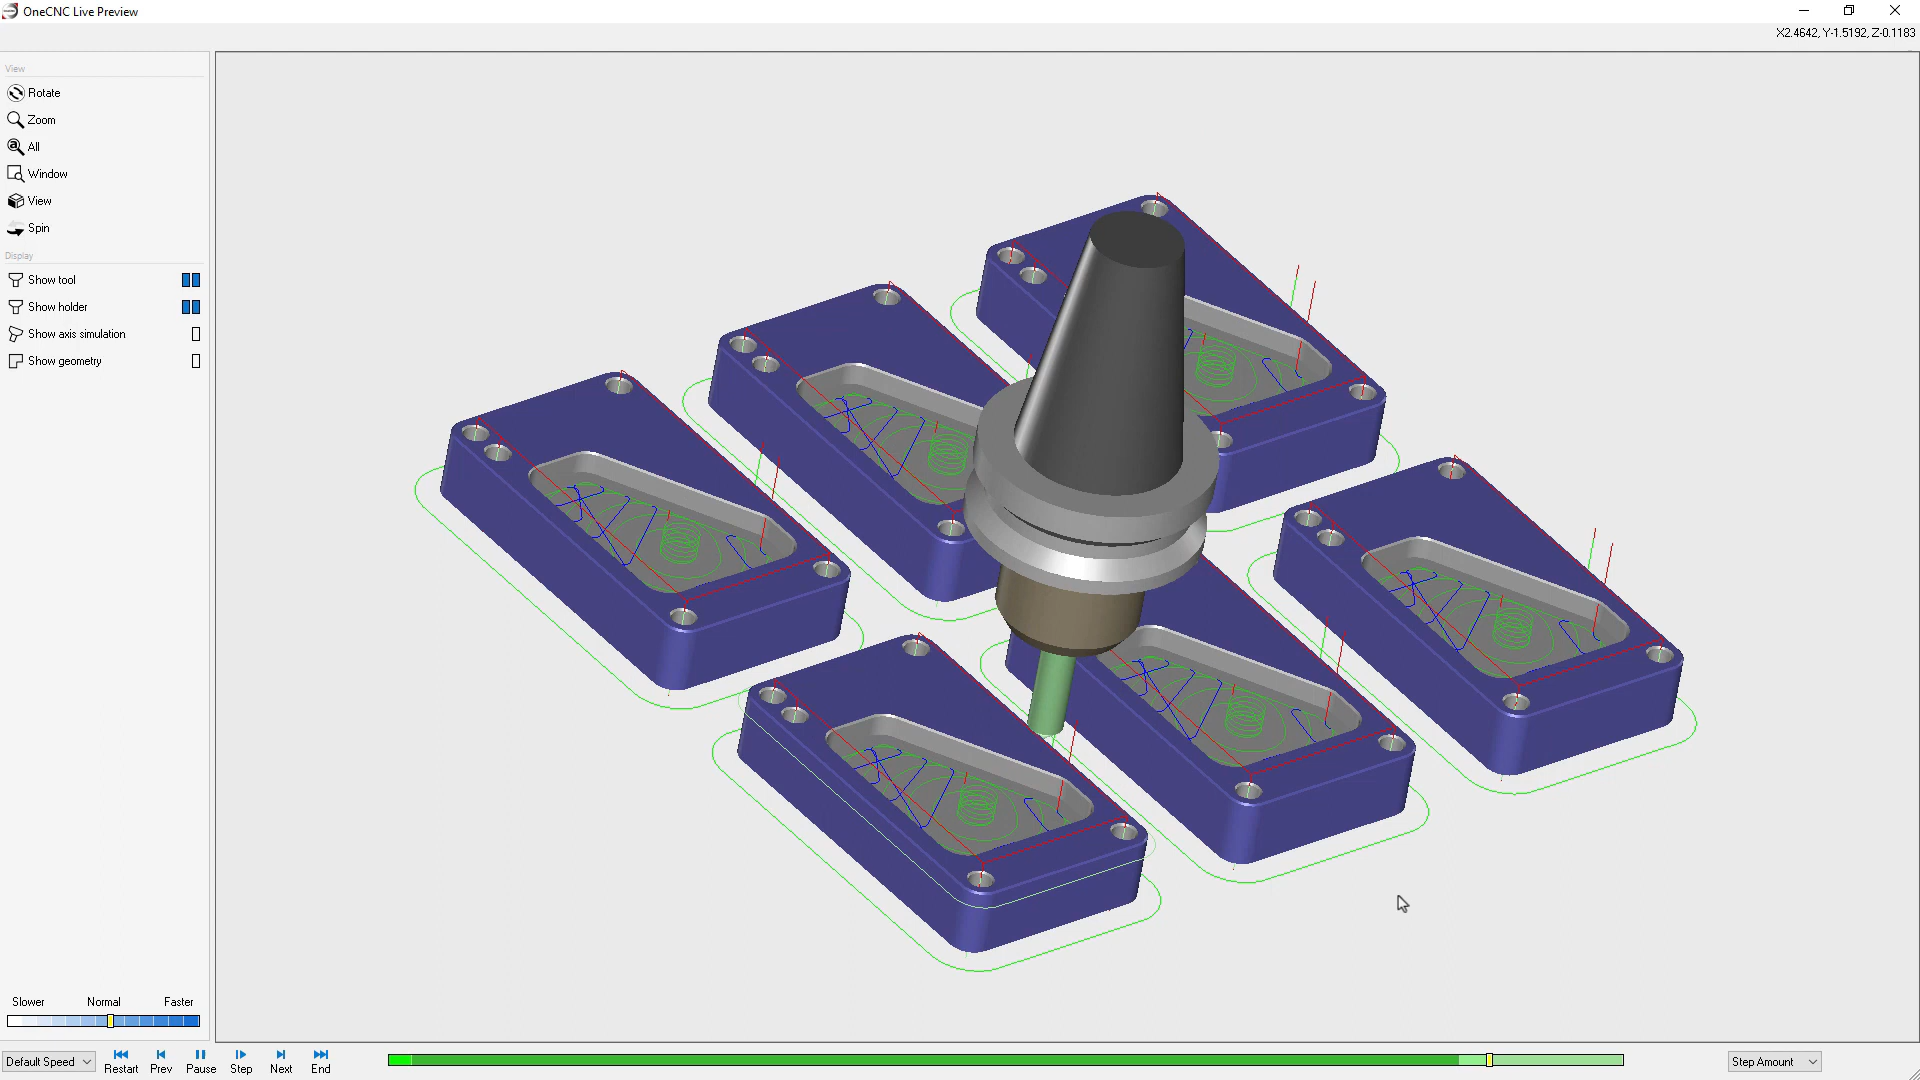 OneCNC Live Preview
X2.4642, Y-1.5192, Z-0.1183
View
Rotate
Zoom
All
Window
View
Spin
Display
Show tool
Show holder
Show axis simulation
Show geometry
Slower Normal Faster
Default Speed Restart Prev Pause Step Next End Step Amount